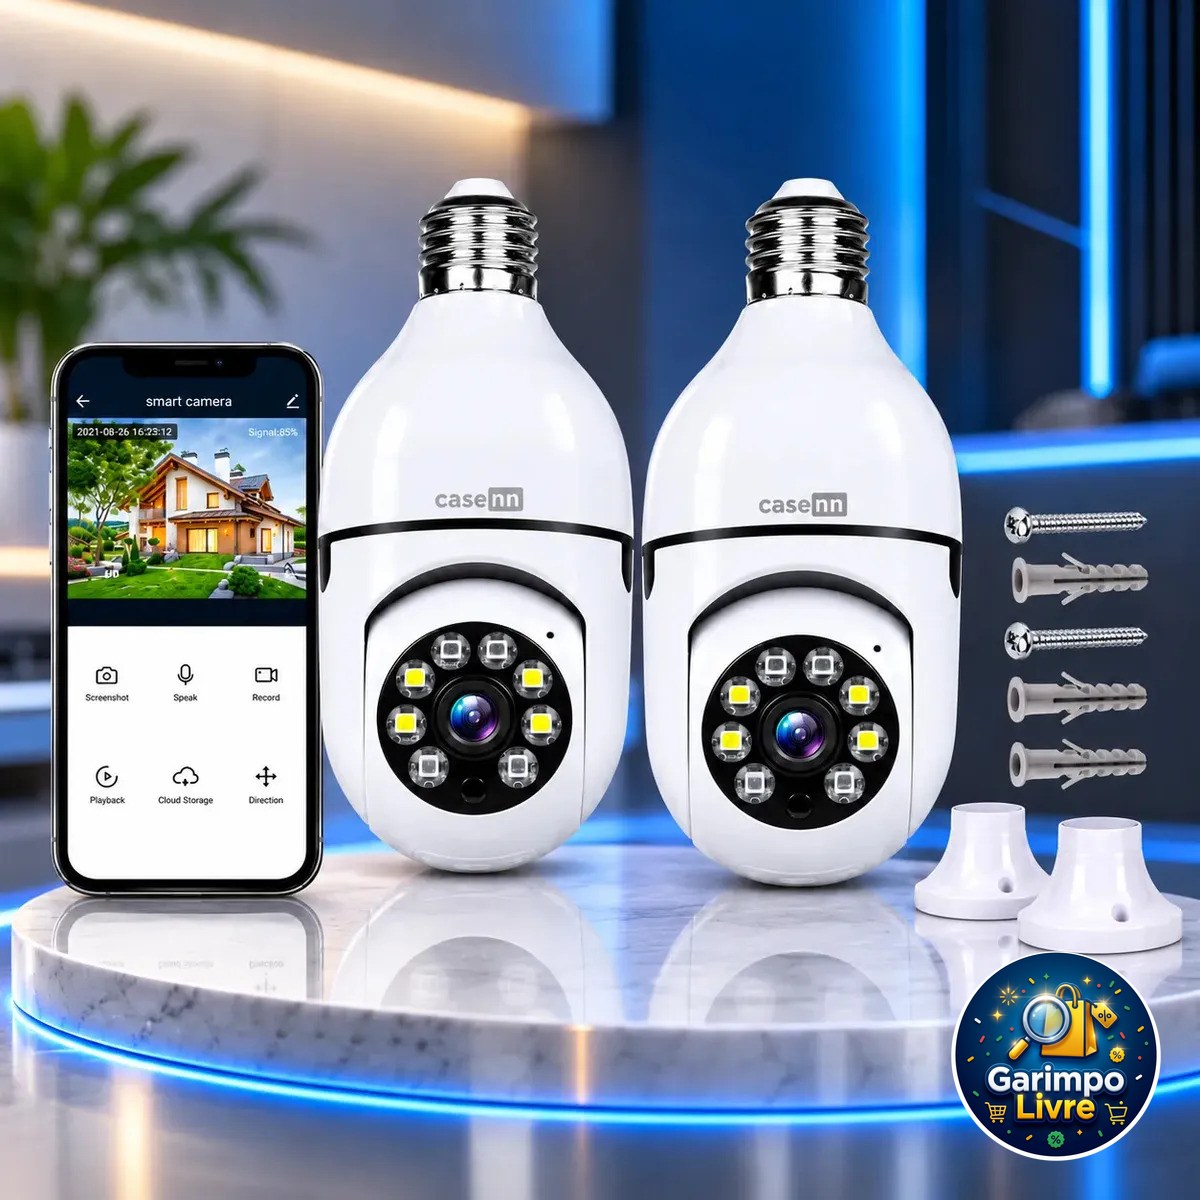 smart camera
2021-08-26 16:23:12
Signal:85%
HD
Screenshot
Speak
Record
Playback
Cloud Storage
Direction
casenn
casenn
%
%
Garimpo
Livre
%